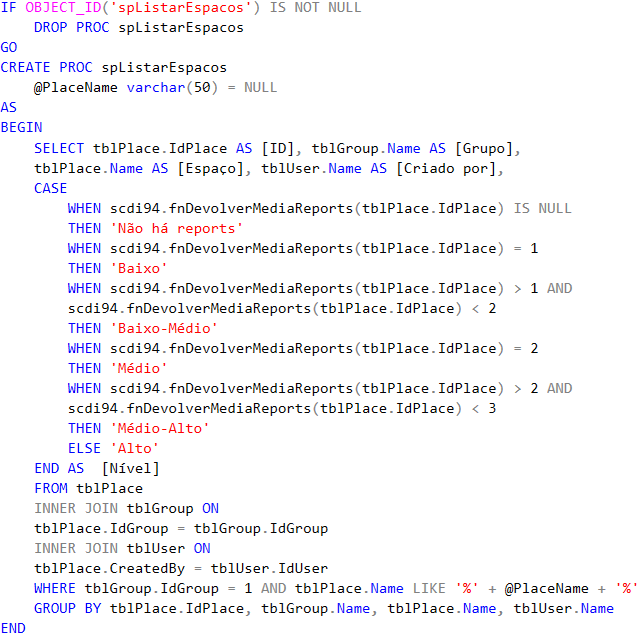 IF OBJECT_ID('spListarEspacos') IS NOT NULL
    DROP PROC spListarEspacos
GO
CREATE PROC spListarEspacos
    @PlaceName varchar(50) = NULL
AS
BEGIN
    SELECT tblPlace.IdPlace AS [ID], tblGroup.Name AS [Grupo],
    tblPlace.Name AS [Espaço], tblUser.Name AS [Criado por],
    CASE
        WHEN scdi94.fnDevolverMediaReports(tblPlace.IdPlace) IS NULL
        THEN 'Não há reports'
        WHEN scdi94.fnDevolverMediaReports(tblPlace.IdPlace) = 1
        THEN 'Baixo'
        WHEN scdi94.fnDevolverMediaReports(tblPlace.IdPlace) > 1 AND
        scdi94.fnDevolverMediaReports(tblPlace.IdPlace) < 2
        THEN 'Baixo-Médio'
        WHEN scdi94.fnDevolverMediaReports(tblPlace.IdPlace) = 2
        THEN 'Médio'
        WHEN scdi94.fnDevolverMediaReports(tblPlace.IdPlace) > 2 AND
        scdi94.fnDevolverMediaReports(tblPlace.IdPlace) < 3
        THEN 'Médio-Alto'
        ELSE 'Alto'
    END AS  [Nível]
    FROM tblPlace
    INNER JOIN tblGroup ON
    tblPlace.IdGroup = tblGroup.IdGroup
    INNER JOIN tblUser ON
    tblPlace.CreatedBy = tblUser.IdUser
    WHERE tblGroup.IdGroup = 1 AND tblPlace.Name LIKE '%' + @PlaceName + '%'
    GROUP BY tblPlace.IdPlace, tblGroup.Name, tblPlace.Name, tblUser.Name
END